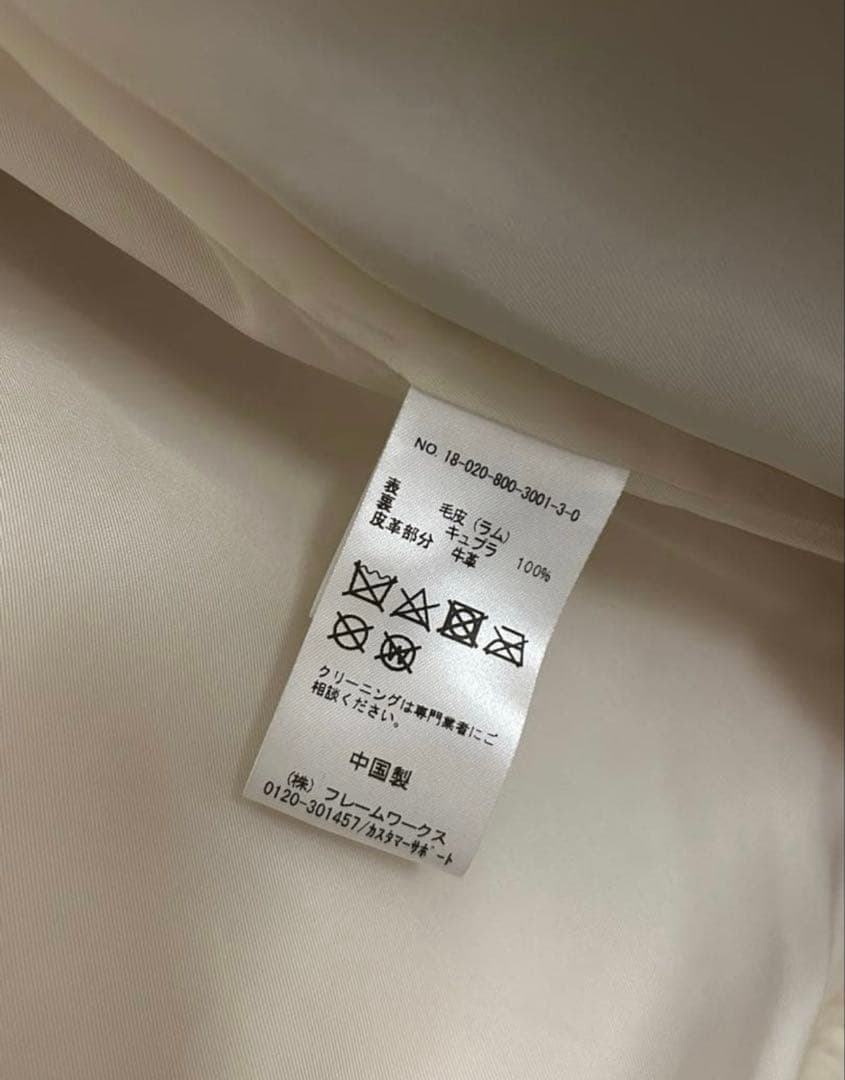 NO. 18-020-800-3001-3-0
表 毛皮（ラム）
裏 キュプラ 100%
皮革部分 牛革
W
クリーニングは専門業者にご
相談ください。
中国製
（株）フレームワークス
0120-301457/カスタマーサポート